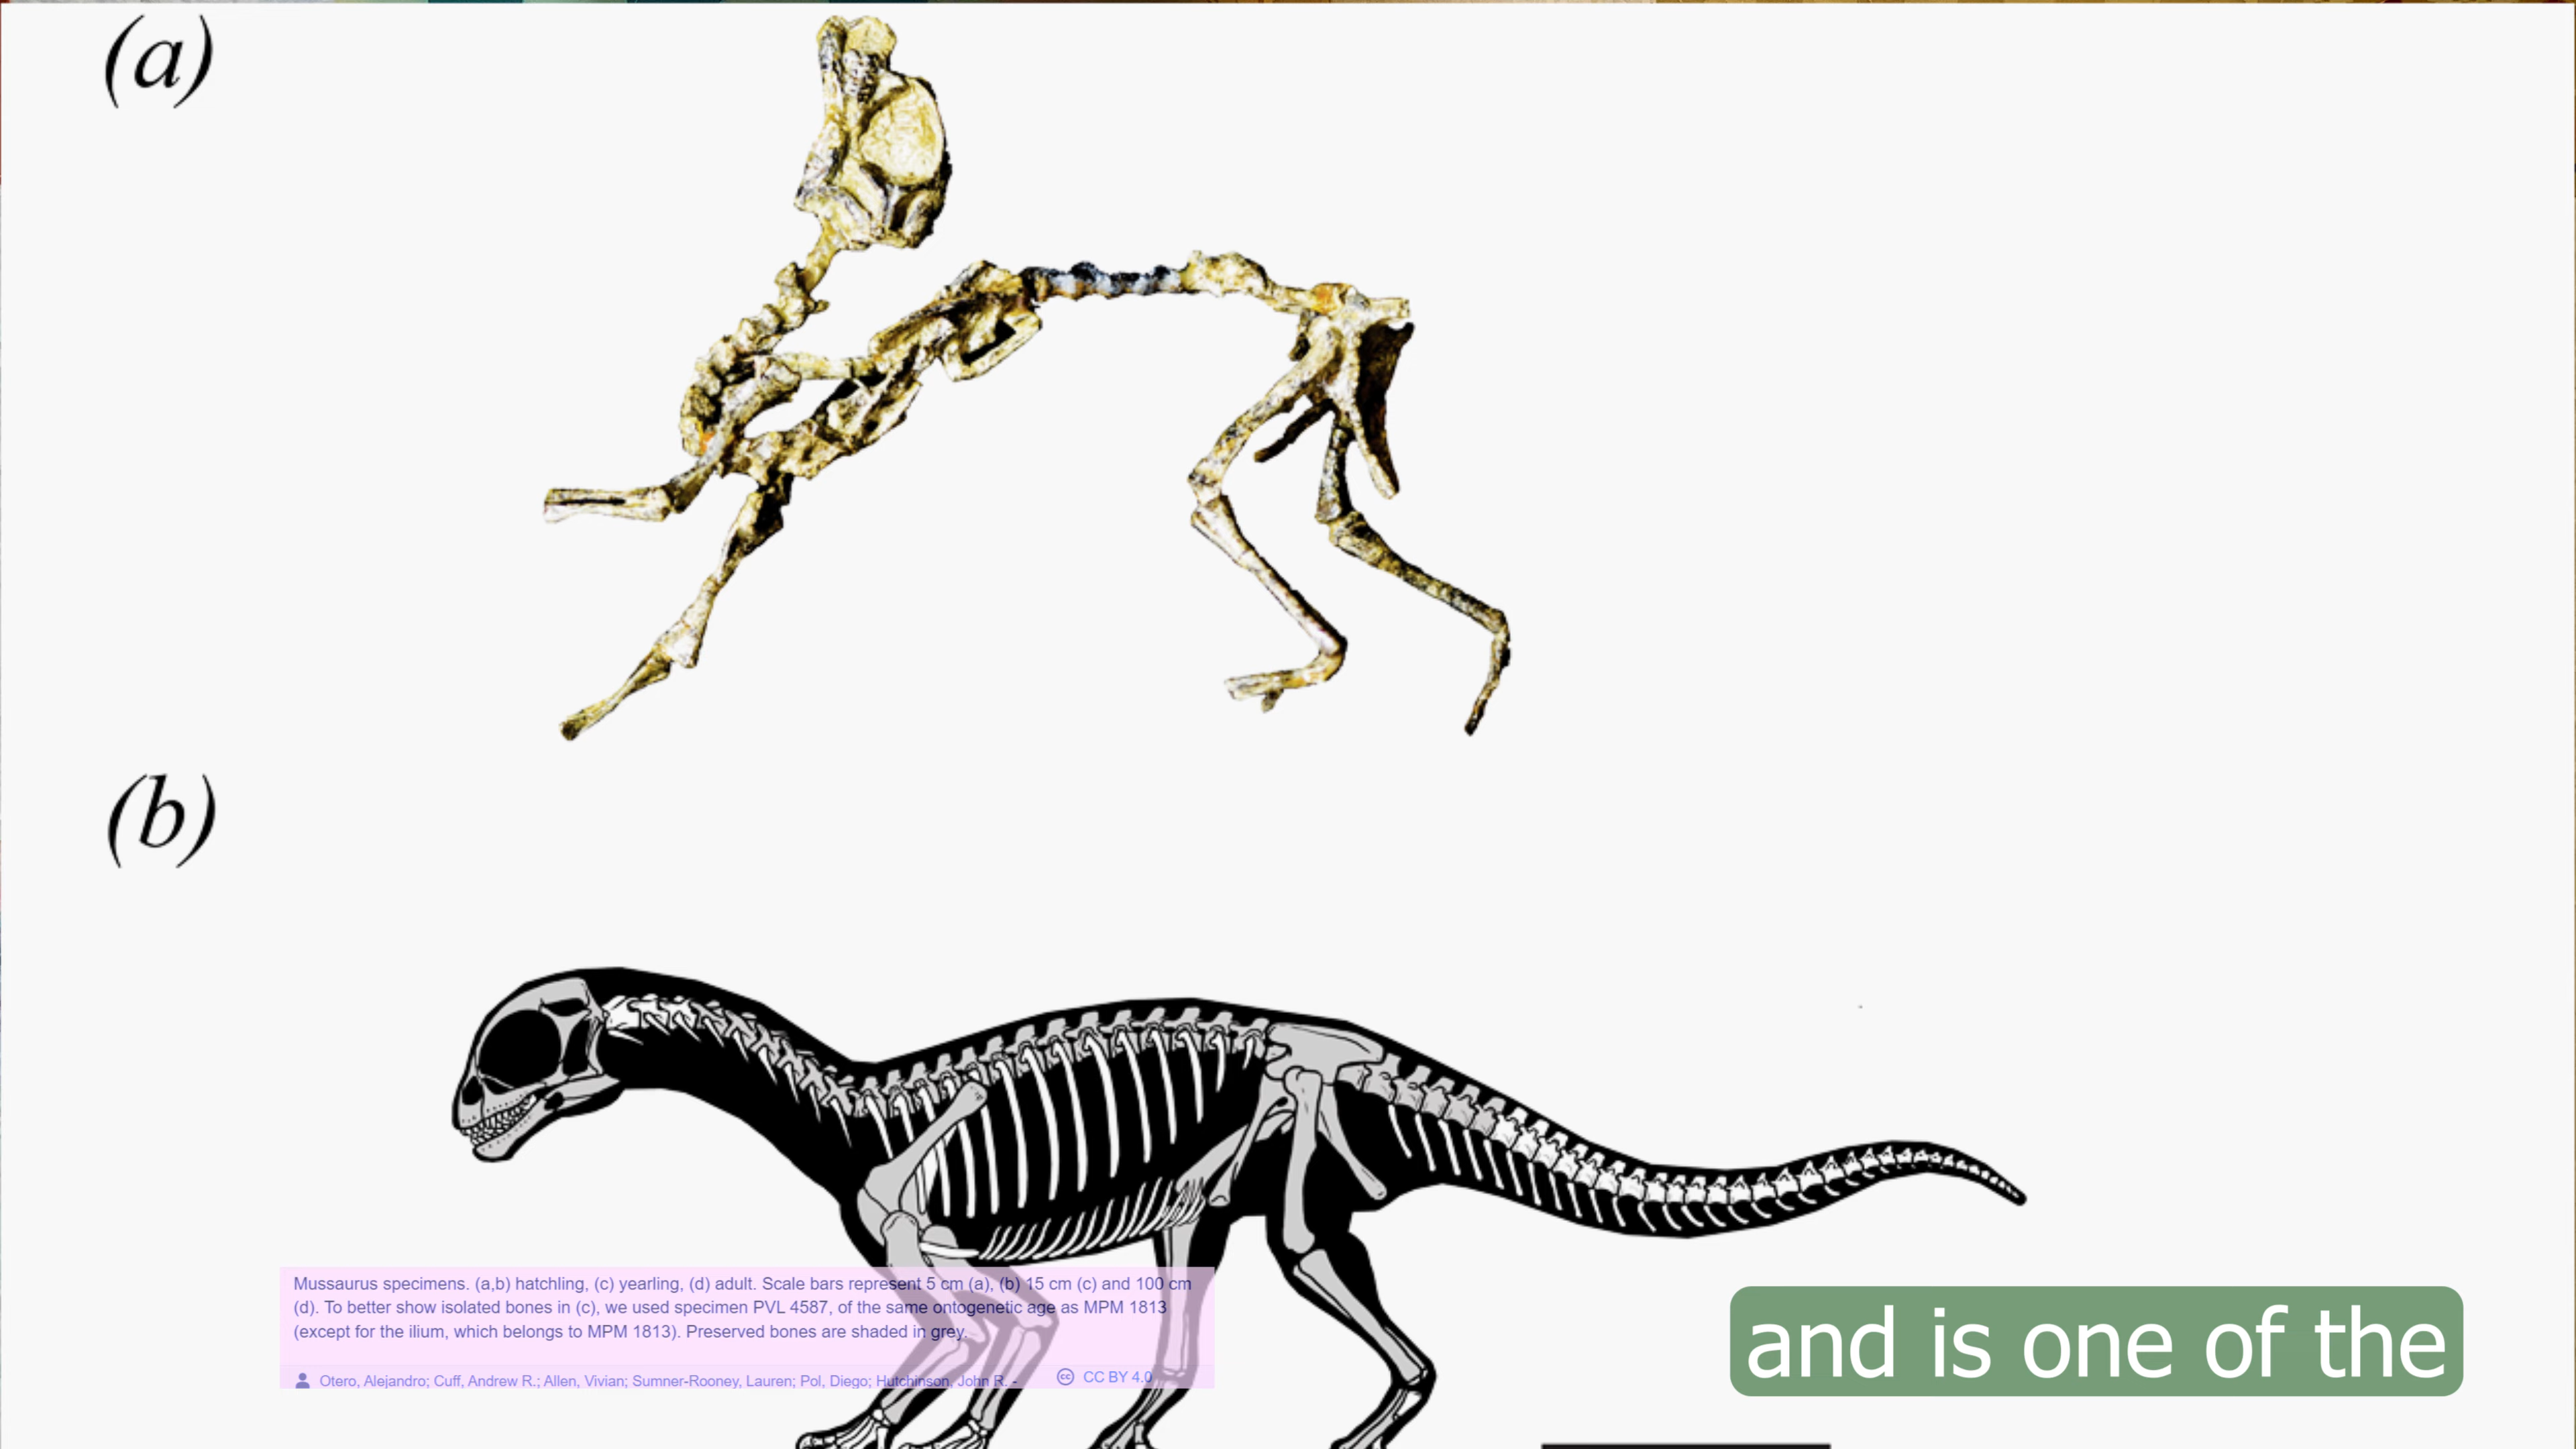 (a)
(b)
Mussaurus specimens. (a,b) hatchling, (c) yearling, (d) adult. Scale bars represent 5 cm (a), (b) 15 cm (c) and 100 cm
(d). To better show isolated bones in (c), we used specimen PVL 4587, of the same ontogenetic age as MPM 1813
(except for the ilium, which belongs to MPM 1813). Preserved bones are shaded in grey.
Otero, Alejandro; Cuff, Andrew R.; Allen, Vivian; Sumner-Rooney, Lauren; Pol, Diego; Hutchinson, John R. -
cc CC BY 4.0
and is one of the